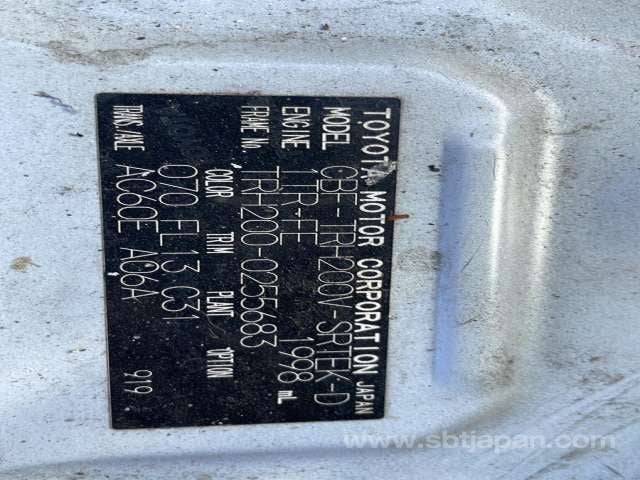 TOYOTA MOTOR CORPORATION JAPAN
MODEL CBF-TRH200V-SRTEK-D
ENGINE 1TR-FE 1998 mL
FRAME No. TRH200-0255683
COLOR TRIM PLANT OPTION
070 FL13 C31
TRANS/AXLE AC60E A06A 919
www.sbtjapan.com